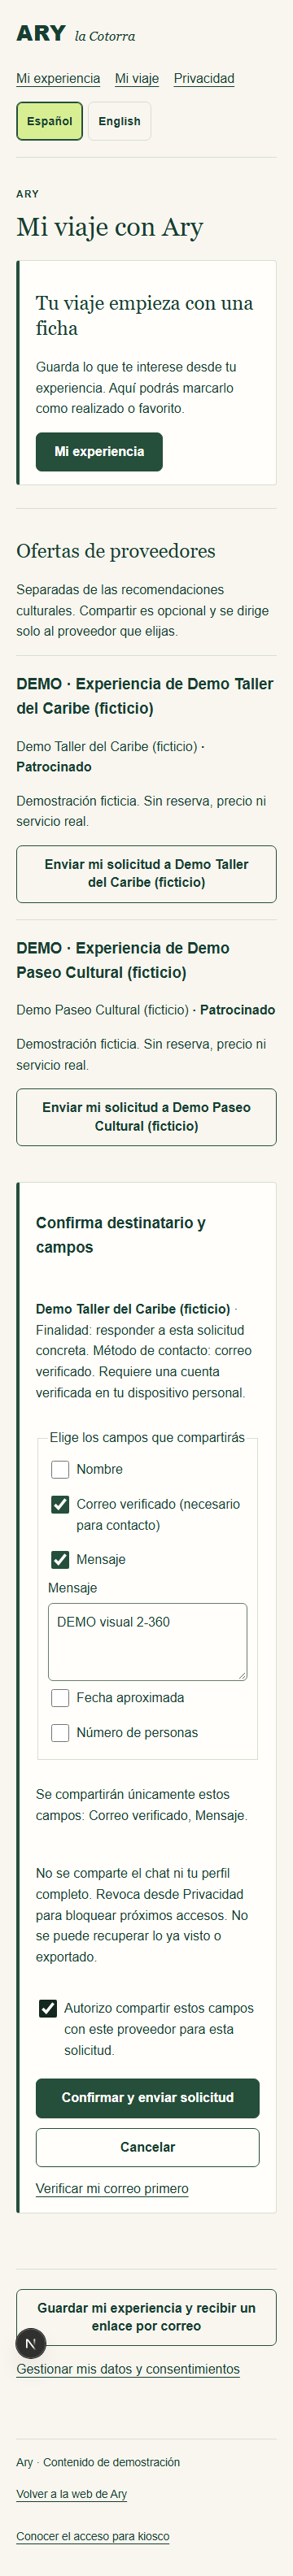 ARY la Cotorra
Mi experiencia Mi viaje Privacidad
Español English
ARY
Mi viaje con Ary
Tu viaje empieza con una
ficha
Guarda lo que te interese desde tu
experiencia. Aquí podrás marcarlo
como realizado o favorito.
Mi experiencia
Ofertas de proveedores
Separadas de las recomendaciones
culturales. Compartir es opcional y se dirige
solo al proveedor que elijas.
DEMO · Experiencia de Demo Taller
del Caribe (ficticio)
Demo Taller del Caribe (ficticio) ·
Patrocinado
Demostración ficticia. Sin reserva, precio ni
servicio real.
Enviar mi solicitud a Demo Taller
del Caribe (ficticio)
DEMO · Experiencia de Demo
Paseo Cultural (ficticio)
Demo Paseo Cultural (ficticio) · Patrocinado
Demostración ficticia. Sin reserva, precio ni
servicio real.
Enviar mi solicitud a Demo Paseo
Cultural (ficticio)
Confirma destinatario y
campos
Demo Taller del Caribe (ficticio) ·
Finalidad: responder a esta solicitud
concreta. Método de contacto: correo
verificado. Requiere una cuenta
verificada en tu dispositivo personal.
Elige los campos que compartirás
Nombre
Correo verificado (necesario
para contacto)
Mensaje
Mensaje
DEMO visual 2-360
Fecha aproximada
Número de personas
Se compartirán únicamente estos
campos: Correo verificado, Mensaje.
No se comparte el chat ni tu perfil
completo. Revoca desde Privacidad
para bloquear próximos accesos. No
se puede recuperar lo ya visto o
exportado.
Autorizo compartir estos campos
con este proveedor para esta
solicitud.
Confirmar y enviar solicitud
Cancelar
Verificar mi correo primero
Guardar mi experiencia y recibir un
enlace por correo
N
Gestionar mis datos y consentimientos
Ary · Contenido de demostración
Volver a la web de Ary
Conocer el acceso para kiosco